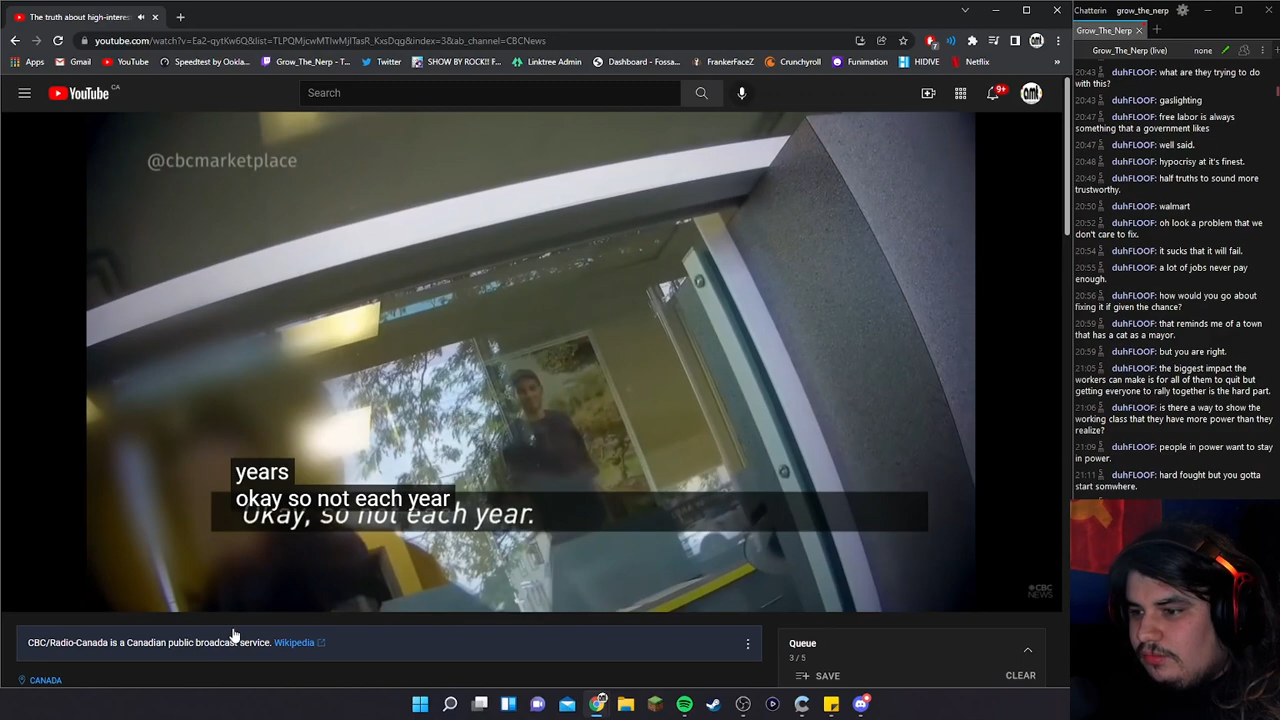 The truth about high-interes
youtube.com/watch?v=Ea2-qytKw6Q&list=TLPQMjcwMTIwMjITasR_KxsDqg&index=3&ab_channel=CBCNews
Apps
Gmail
YouTube
Speedtest by Ookla...
Grow_The_Nerp - T...
Twitter
SHOW BY ROCK!! F...
Linktree Admin
Dashboard - Fossa...
FrankerFaceZ
Crunchyroll
Funimation
HIDIVE
Netflix
YouTube CA
Search
9+
@cbcmarketplace
years
okay so not each year
Okay, so not each year.
CBC NEWS
CBC/Radio-Canada is a Canadian public broadcast service. Wikipedia
CANADA
Queue
3 / 5
SAVE
CLEAR
Chatterin
grow_the_nerp
Grow_The_Nerp
Grow_The_Nerp (live)
none
20:43 duhFLOOF: what are they trying to do
with this?
20:43 duhFLOOF: gaslighting
20:47 duhFLOOF: free labor is always
something that a government likes
20:47 duhFLOOF: well said.
20:48 duhFLOOF: hypocrisy at it's finest.
20:49 duhFLOOF: half truths to sound more
trustworthy.
20:50 duhFLOOF: walmart
20:52 duhFLOOF: oh look a problem that we
don't care to fix.
20:54 duhFLOOF: it sucks that it will fail.
20:55 duhFLOOF: a lot of jobs never pay
enough.
20:56 duhFLOOF: how would you go about
fixing it if given the chance?
20:59 duhFLOOF: that reminds me of a town
that has a cat as a mayor.
20:59 duhFLOOF: but you are right.
21:05 duhFLOOF: the biggest impact the
workers can make is for all of them to quit but
getting everyone to rally together is the hard part.
21:06 duhFLOOF: is there a way to show the
working class that they have more power than they
realize?
21:09 duhFLOOF: people in power want to stay
in power.
21:11 duhFLOOF: hard fought but you gotta
start somwhere.